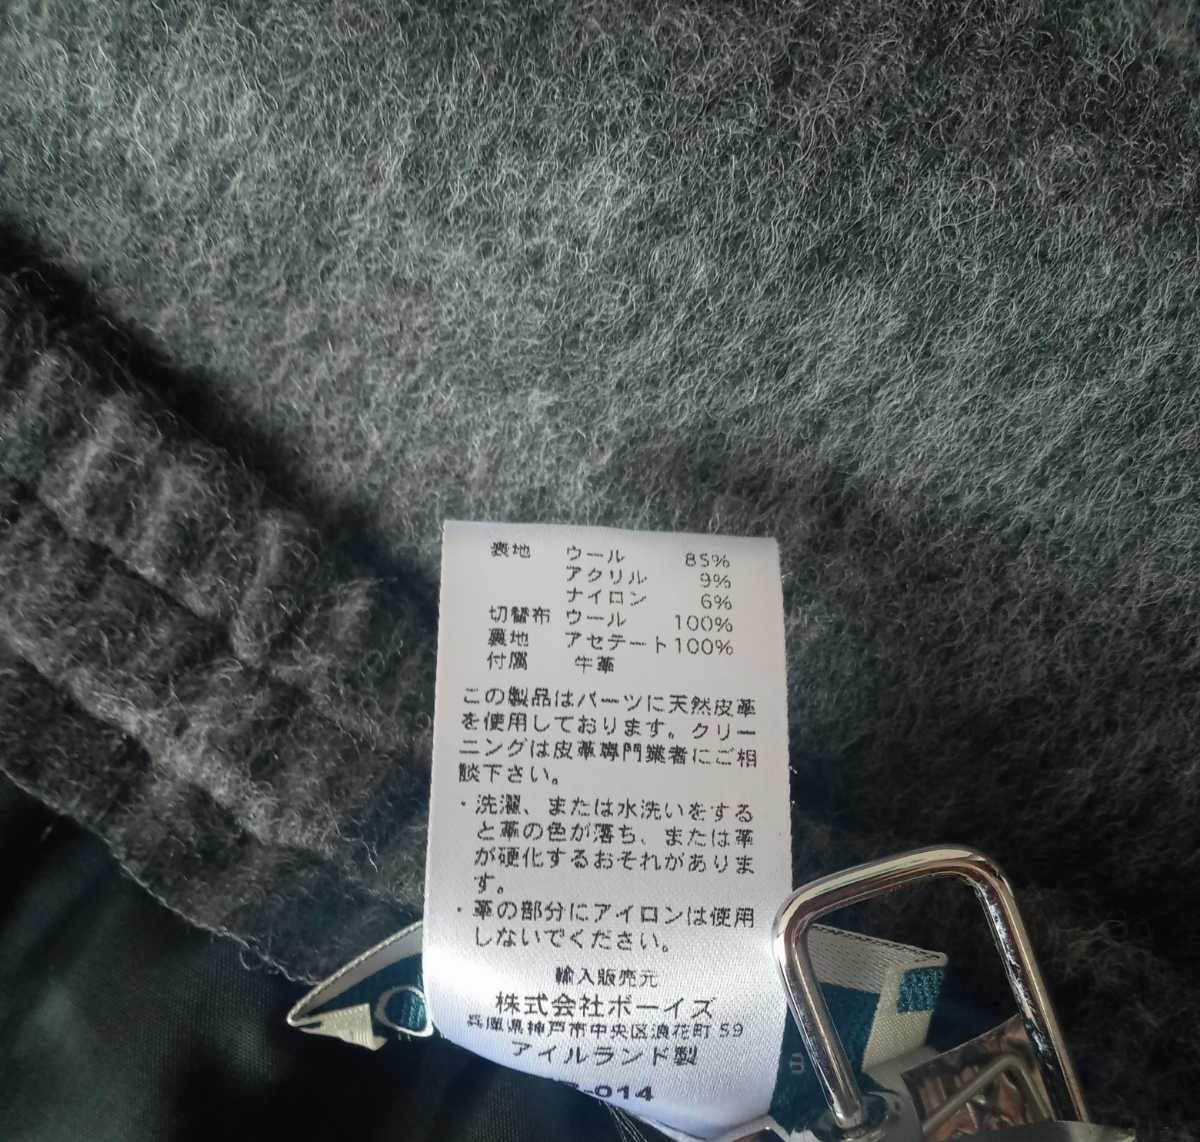 表地 ウール 85%
アクリル 9%
ナイロン 6%
切替布 ウール 100%
裏地 アセテート100%
付属 牛革
この製品はパーツに天然皮革
を使用しております。クリー
ニングは皮革専門業者にご相
談下さい。
・洗濯、または水洗いをする
と革の色が落ち、または革
が硬化するおそれがありま
す。
・革の部分にアイロンは使用
しないでください。
輸入販売元
株式会社ボーイズ
兵庫県神戸市中央区浪花町 59
アイルランド製
-014